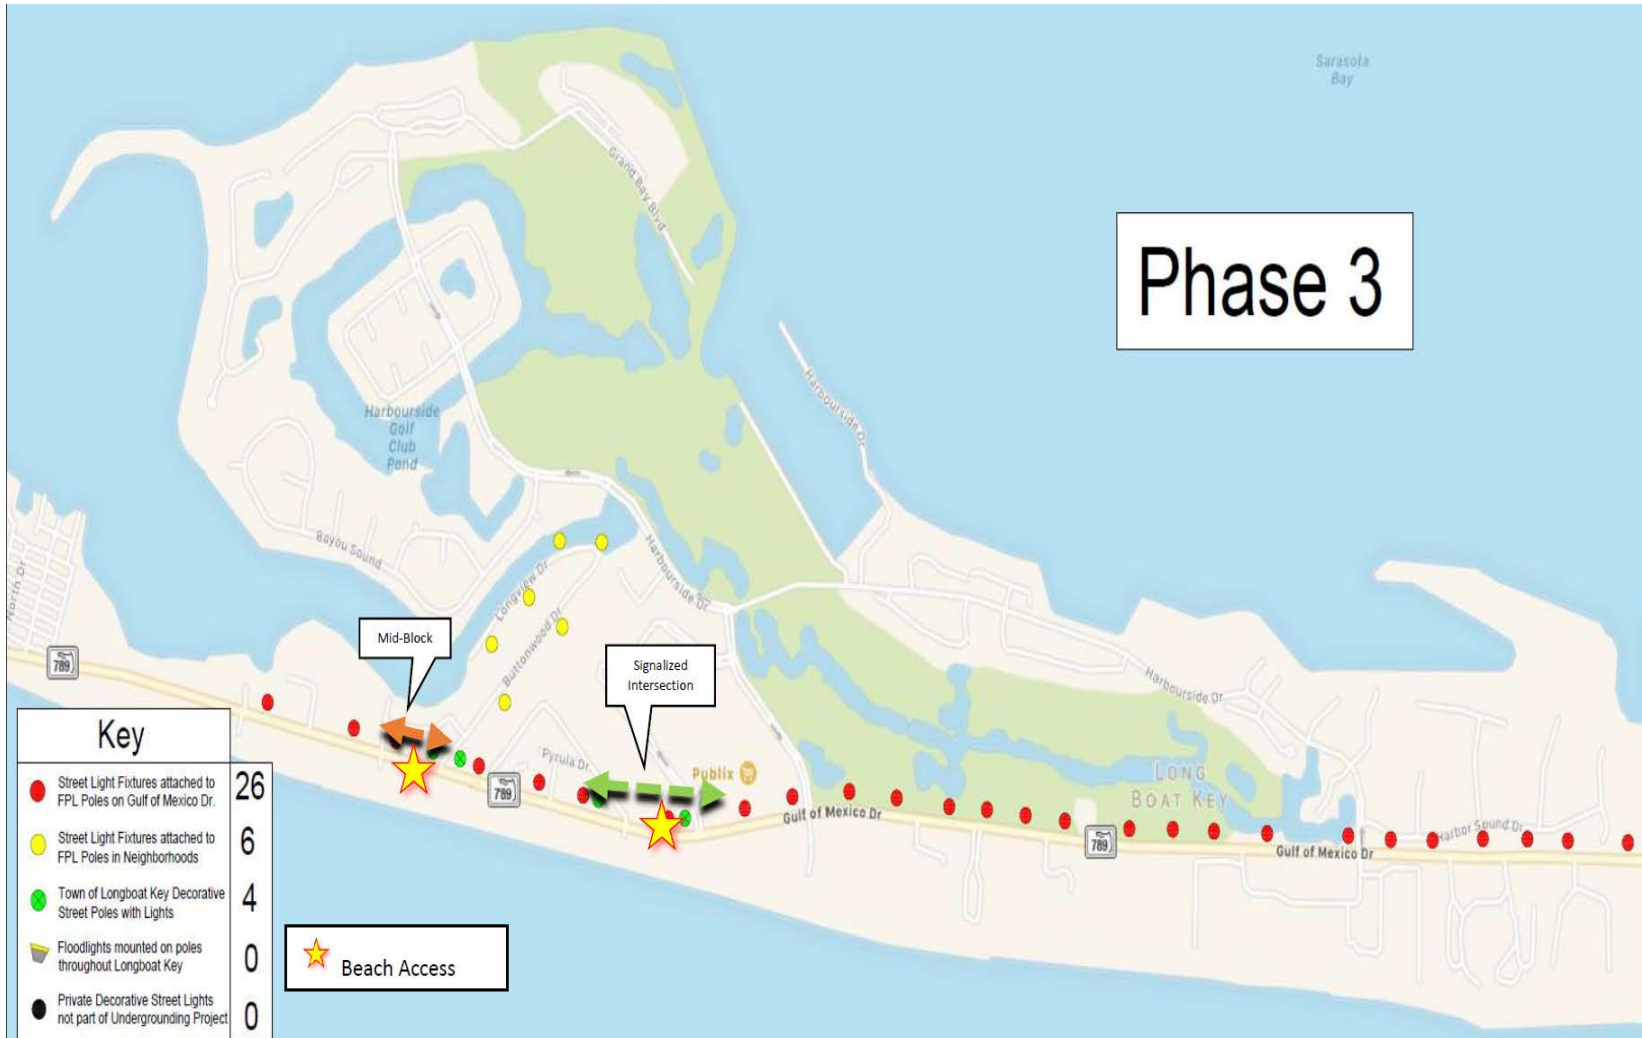 Sarasota
Bay
Phase 3
Grand Bay Blvd
Harbourside Dr
Harbourside
Golf
Club
Pond
Bayou Sound
North Dr
Longview Dr
Buttonwood Dr
Harbourside Dr
Mid-Block
Signalized
Intersection
789
Harbourside Dr
Pyrula Dr
Publix
789
LONG
BOAT KEY
Gulf of Mexico Dr
789
Gulf of Mexico Dr
Harbor Sound Dr
Key
Street Light Fixtures attached to
FPL Poles on Gulf of Mexico Dr.
26
Street Light Fixtures attached to
FPL Poles in Neighborhoods
6
Town of Longboat Key Decorative
Street Poles with Lights
4
Floodlights mounted on poles
throughout Longboat Key
0
Private Decorative Street Lights
not part of Undergrounding Project
0
Beach Access